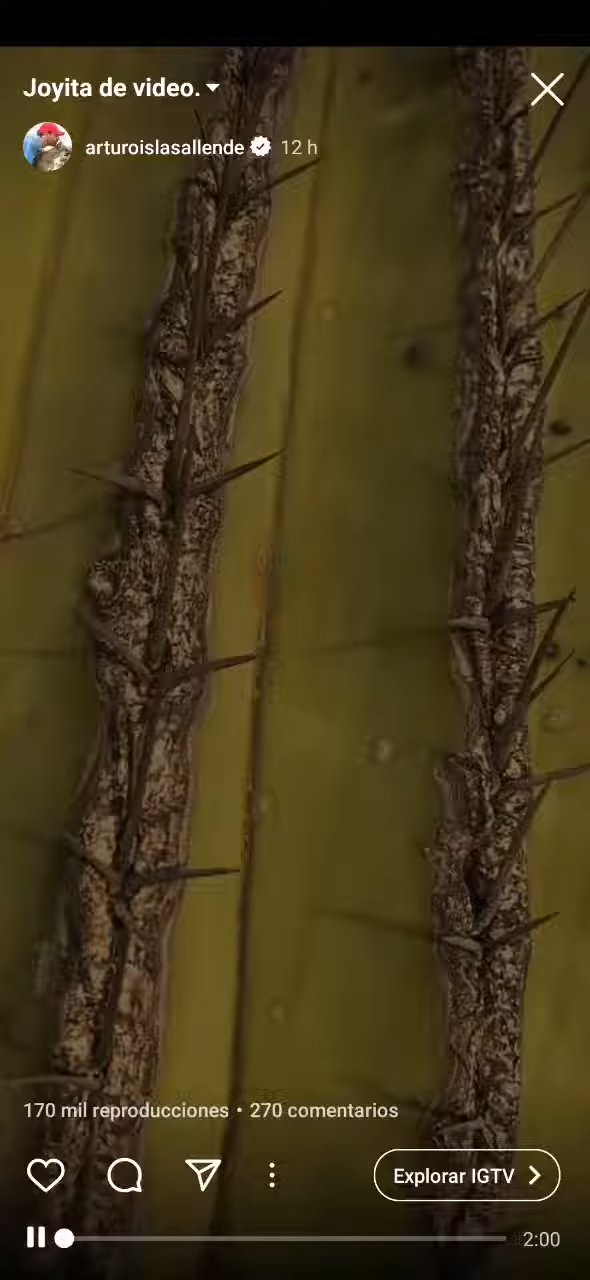 Joyita de video.
arturoislasallende 12 h
170 mil reproducciones • 270 comentarios
Explorar IGTV
2:00